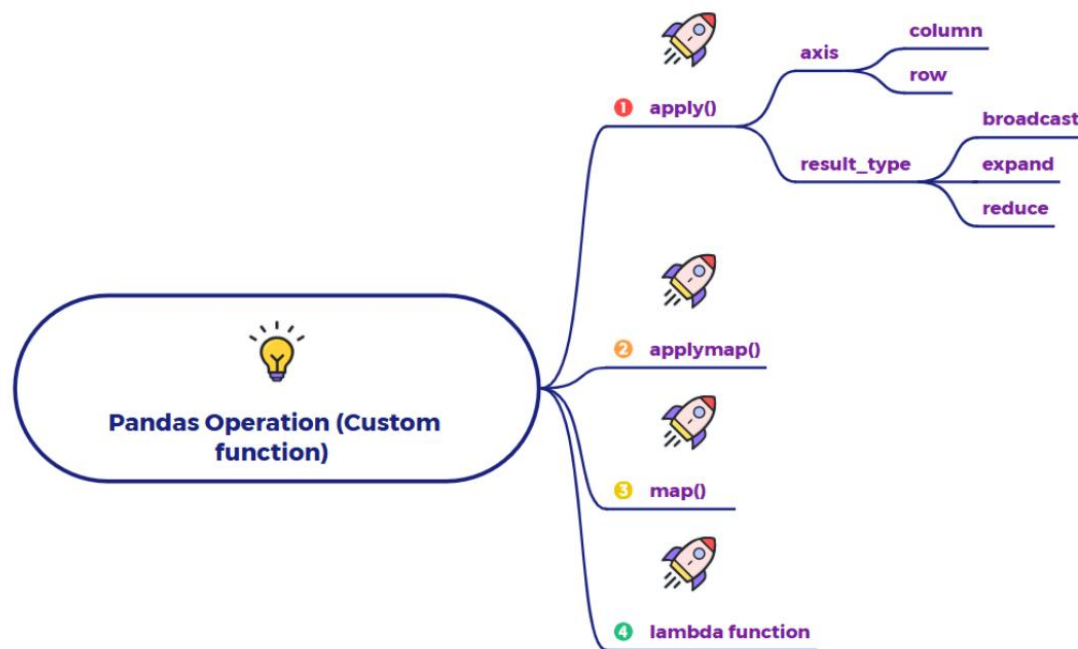 column
axis
row
1 apply()
broadcast
result_type
expand
reduce
2 applymap()
Pandas Operation (Custom
function)
3 map()
4 lambda function